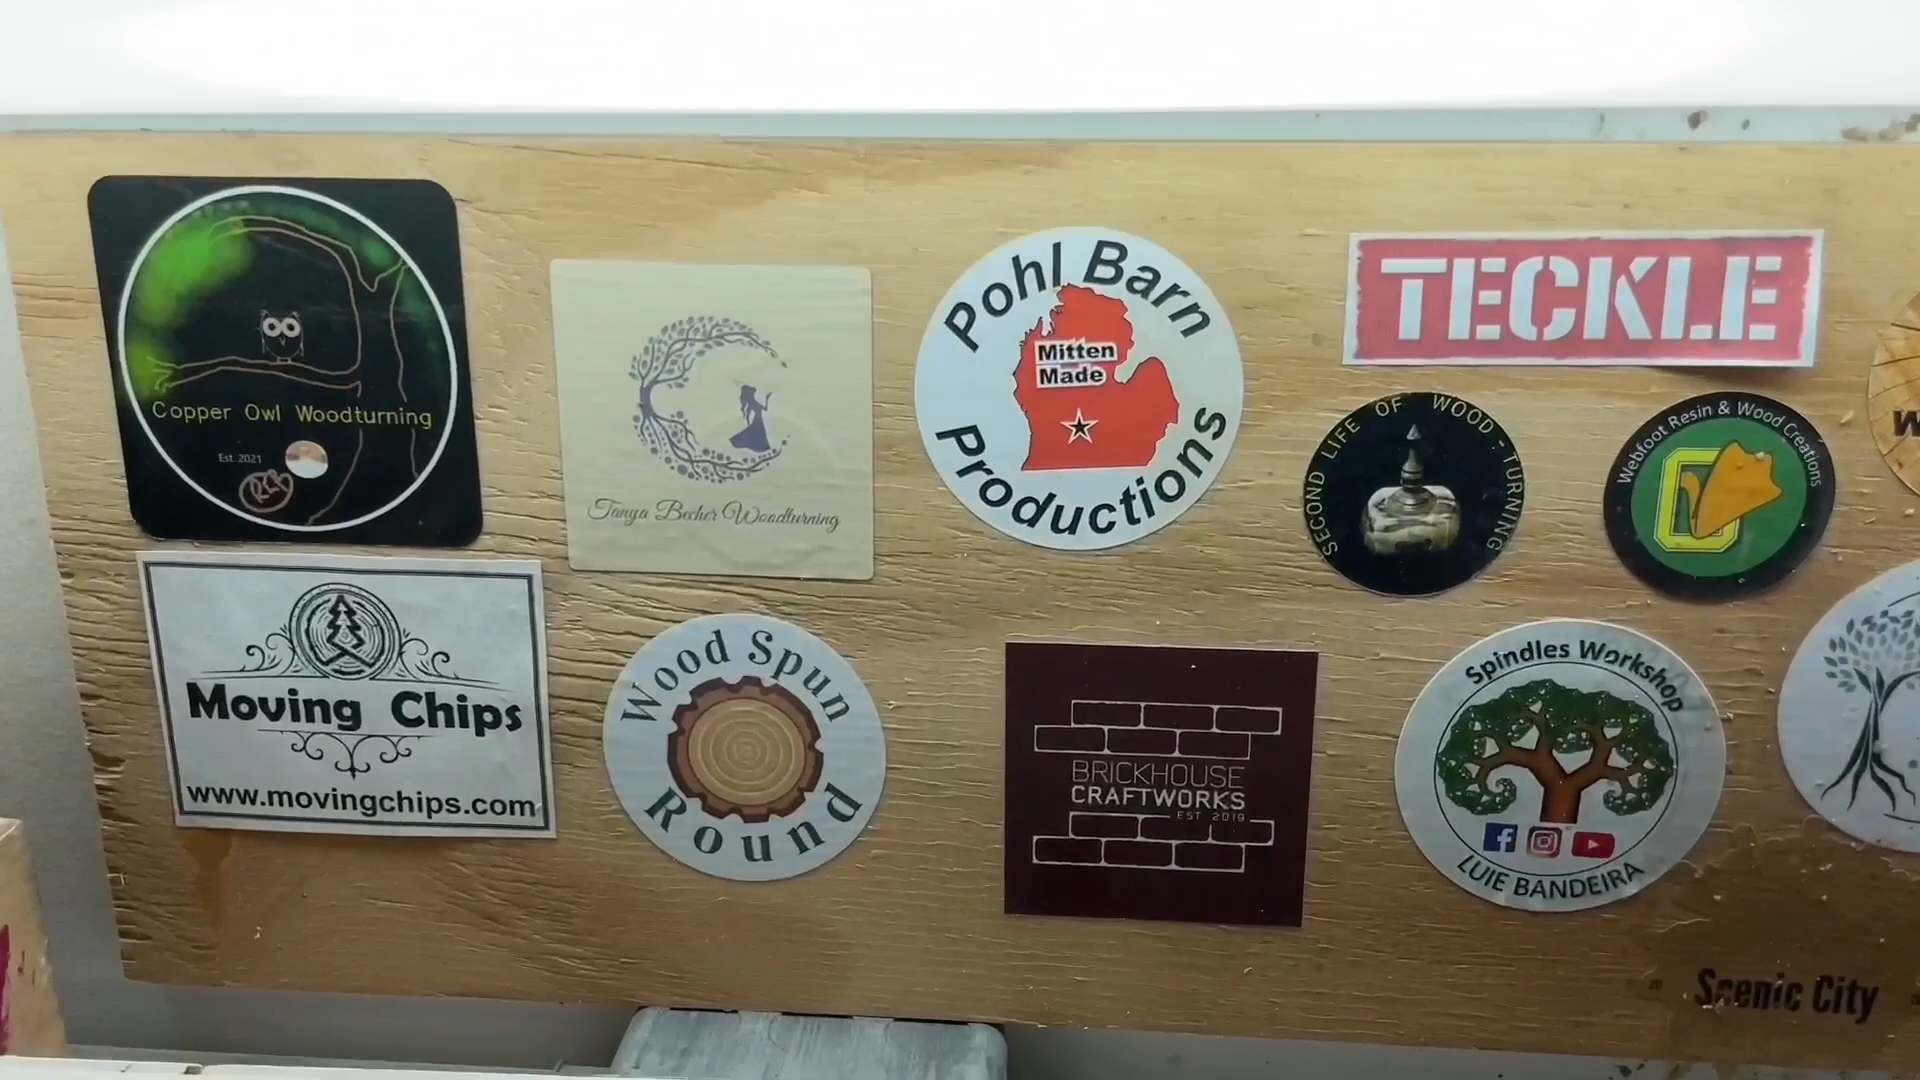 Copper Owl Woodturning
Est. 2021
Tanya Becher Woodturning
Pohl Barn
Mitten
Made
Productions
TECKLE
SECOND LIFE OF WOOD-TURNING
Webfoot Resin & Wood Creations
Moving Chips
www.movingchips.com
Wood Spun
Round
BRICKHOUSE
CRAFTWORKS
EST 2019
Spindles Workshop
LUIE BANDEIRA
Scenic City